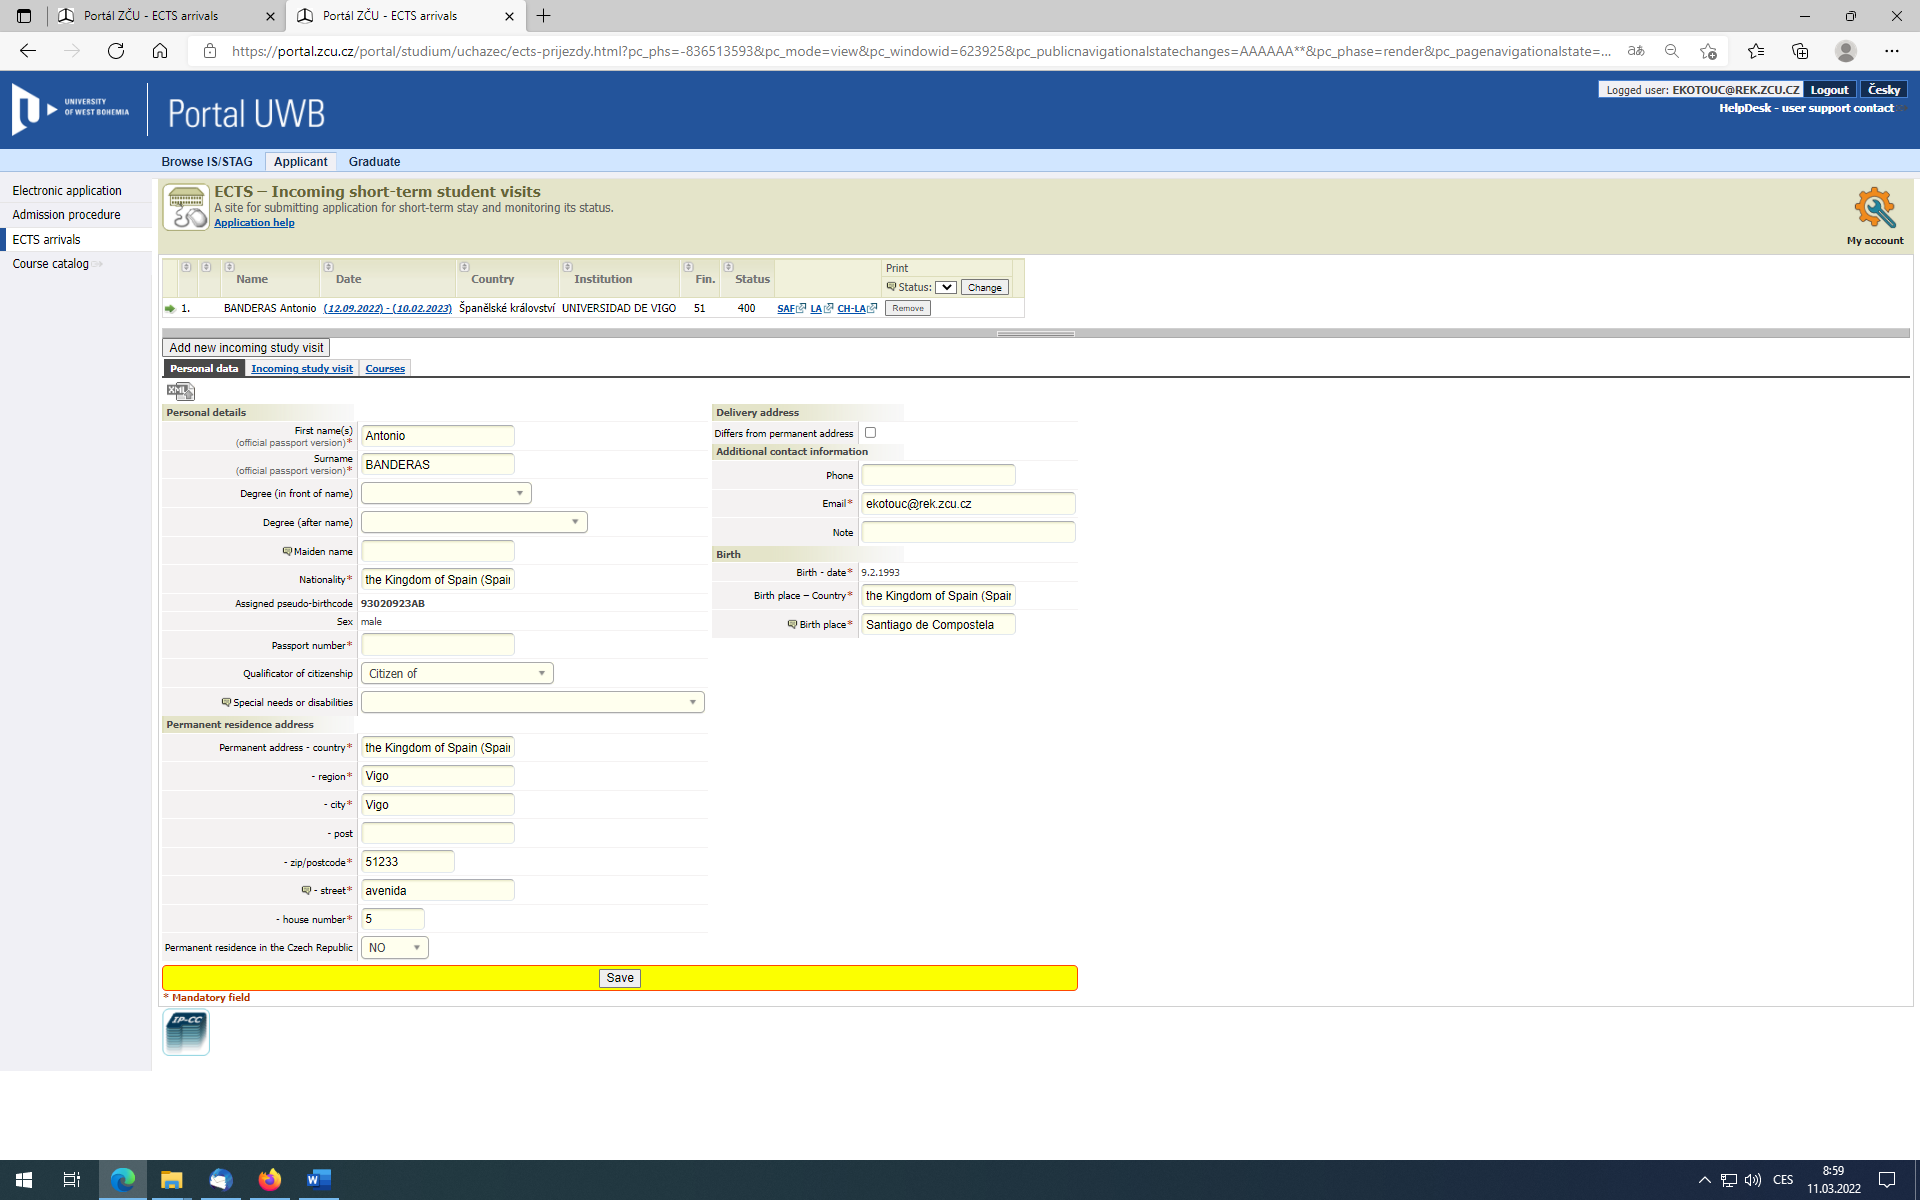 Portál ZČU - ECTS arrivals
Portál ZČU - ECTS arrivals
https://portal.zcu.cz/portal/studium/uchazec/ects-prijezdy.html?pc_phs=-836513593&pc_mode=view&pc_windowid=623925&pc_publicnavigationalstatechanges=AAAAAA**&pc_phase=render&pc_pagenavigationalstate=...
UNIVERSITY
OF WEST BOHEMIA
Portal UWB
Logged user: EKOTOUC@REK.ZCU.CZ Logout Česky
HelpDesk - user support contact
Browse IS/STAG Applicant Graduate
Electronic application
Admission procedure
ECTS arrivals
Course catalog
ECTS – Incoming short-term student visits
A site for submitting application for short-term stay and monitoring its status.
Application help
My account
Name Date Country Institution Fin. Status
Print
Status: Change
1. BANDERAS Antonio (12.09.2022) - (10.02.2023) Španělské království UNIVERSIDAD DE VIGO 51 400 SAF LA CH-LA Remove
Add new incoming study visit
Personal data Incoming study visit Courses
XML
Personal details
First name(s)
(official passport version)* Antonio
Surname
(official passport version)* BANDERAS
Degree (in front of name)
Degree (after name)
Maiden name
Nationality* the Kingdom of Spain (Spai
Assigned pseudo-birthcode 93020923AB
Sex male
Passport number*
Qualificator of citizenship Citizen of
Special needs or disabilities
Permanent residence address
Permanent address - country* the Kingdom of Spain (Spai
- region* Vigo
- city* Vigo
- post
- zip/postcode* 51233
- street* avenida
- house number* 5
Permanent residence in the Czech Republic NO
Delivery address
Differs from permanent address
Additional contact information
Phone
Email* ekotouc@rek.zcu.cz
Note
Birth
Birth - date* 9.2.1993
Birth place – Country* the Kingdom of Spain (Spai
Birth place* Santiago de Compostela
Save
* Mandatory field
IP-CC
CES
8:59
11.03.2022